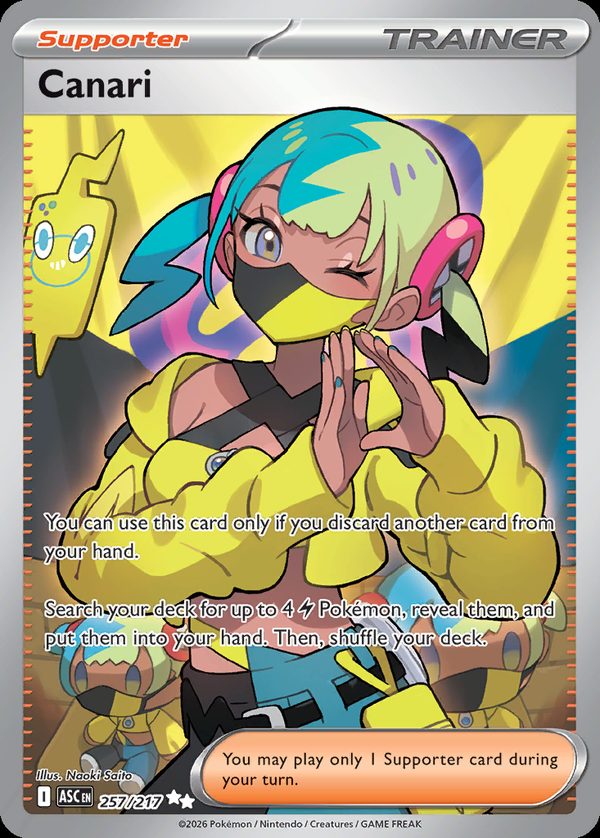 Supporter TRAINER
Canari
You can use this card only if you discard another card from
your hand.
Search your deck for up to 4 Pokémon, reveal them, and
put them into your hand. Then, shuffle your deck.
You may play only 1 Supporter card during
your turn.
Illus. Naoki Saito
I ASC EN 257/217 ★★
©2026 Pokémon / Nintendo / Creatures / GAME FREAK